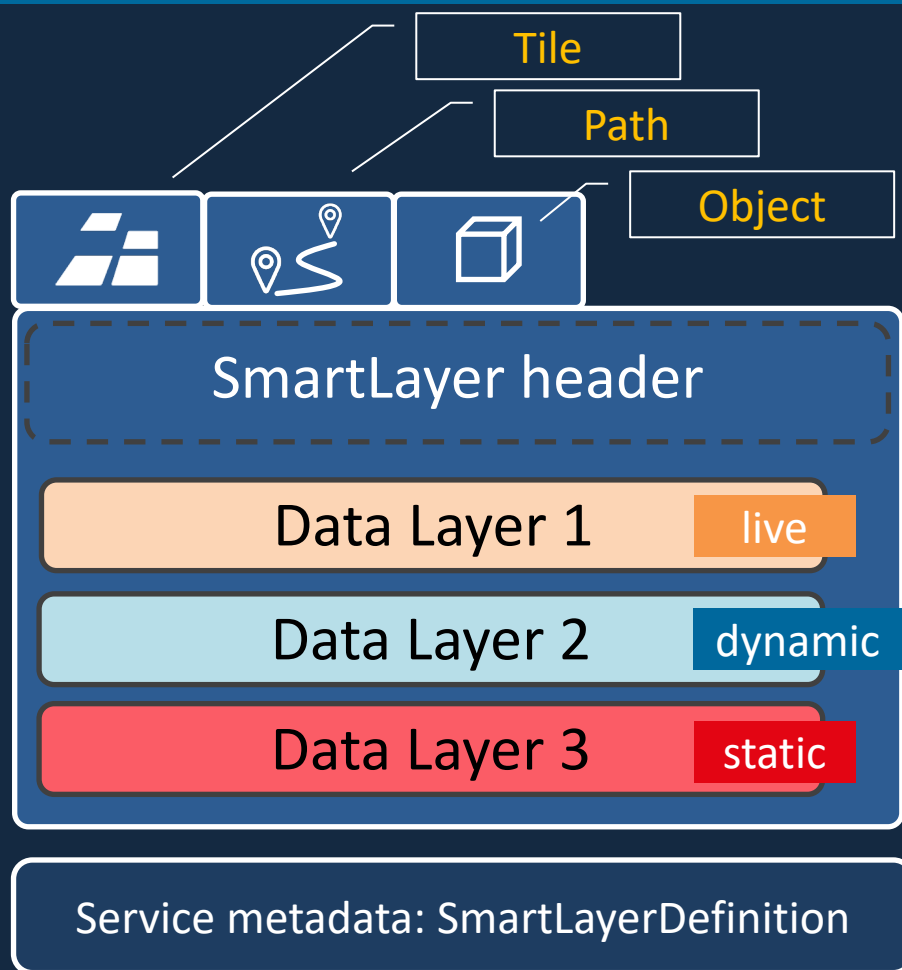 Tile
Path
Object
SmartLayer header
Data Layer 1
live
Data Layer 2
dynamic
Data Layer 3
static
Service metadata: SmartLayerDefinition